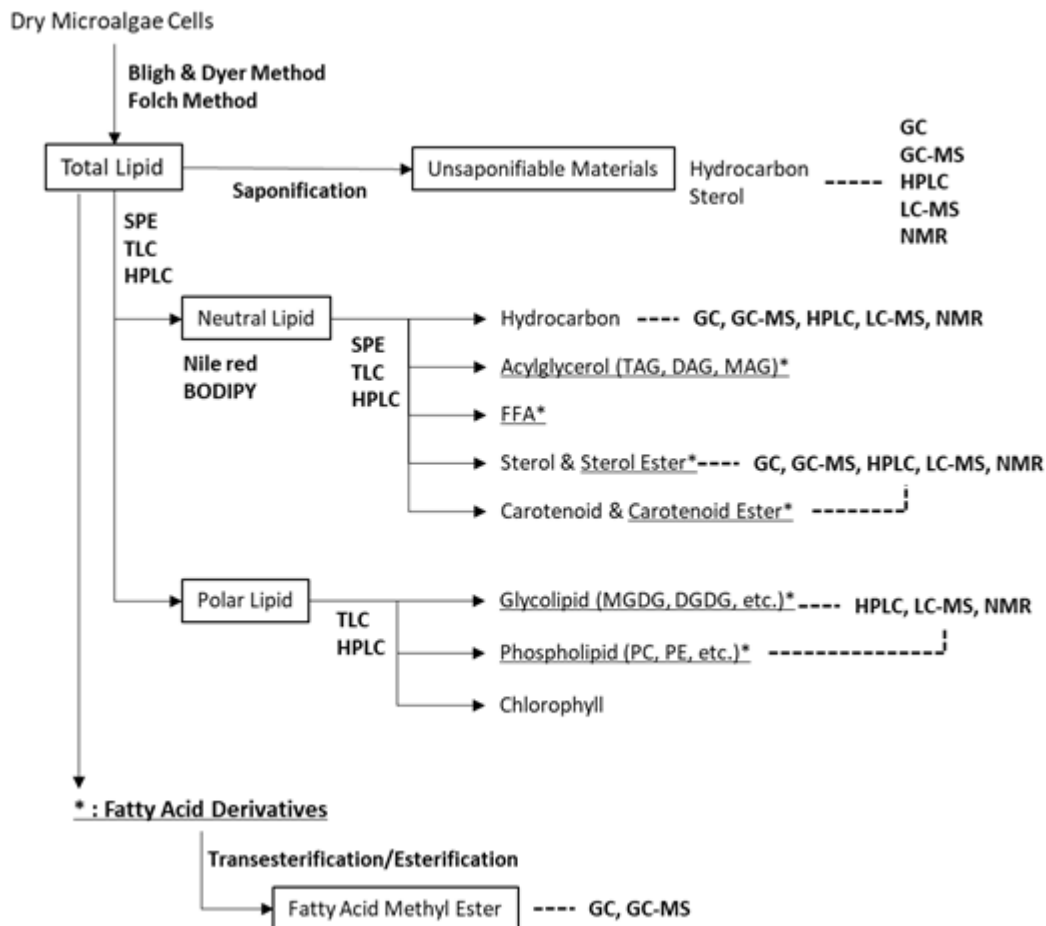 Dry Microalgae Cells
Bligh & Dyer Method
Folch Method
Total Lipid
Saponification
Unsaponifiable Materials
Hydrocarbon
Sterol
GC
GC-MS
HPLC
LC-MS
NMR
SPE
TLC
HPLC
Neutral Lipid
Nile red
BODIPY
SPE
TLC
HPLC
Hydrocarbon
GC, GC-MS, HPLC, LC-MS, NMR
Acylglycerol (TAG, DAG, MAG)*
FFA*
Sterol & Sterol Ester*
GC, GC-MS, HPLC, LC-MS, NMR
Carotenoid & Carotenoid Ester*
Polar Lipid
TLC
HPLC
Glycolipid (MGDG, DGDG, etc.)*
HPLC, LC-MS, NMR
Phospholipid (PC, PE, etc.)*
Chlorophyll
* : Fatty Acid Derivatives
Transesterification/Esterification
Fatty Acid Methyl Ester
GC, GC-MS